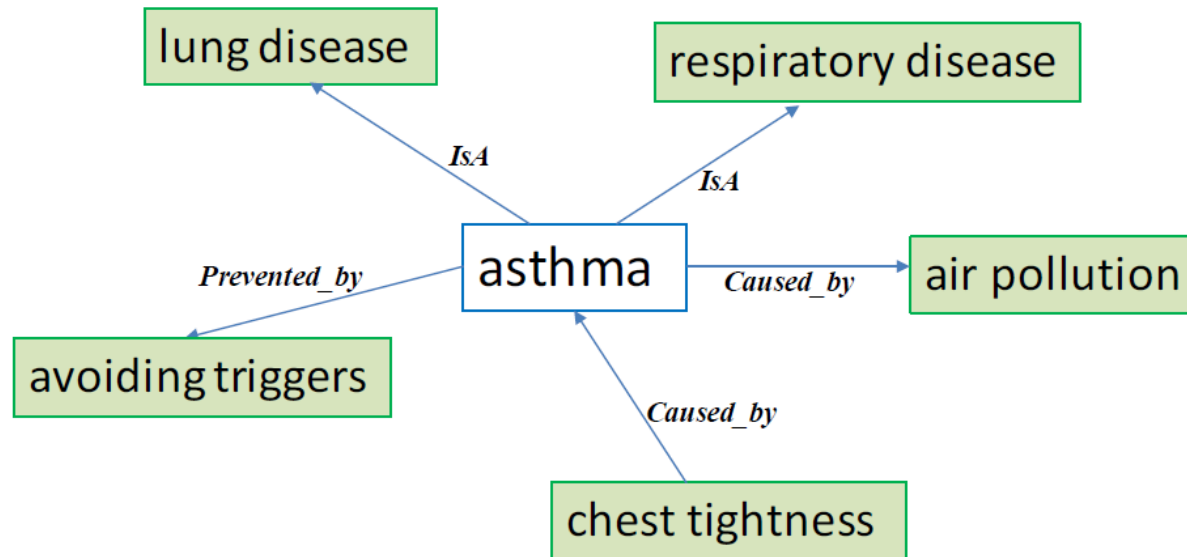 lung disease
respiratory disease
IsA
IsA
asthma
Prevented_by
Caused_by
air pollution
avoiding triggers
Caused_by
chest tightness